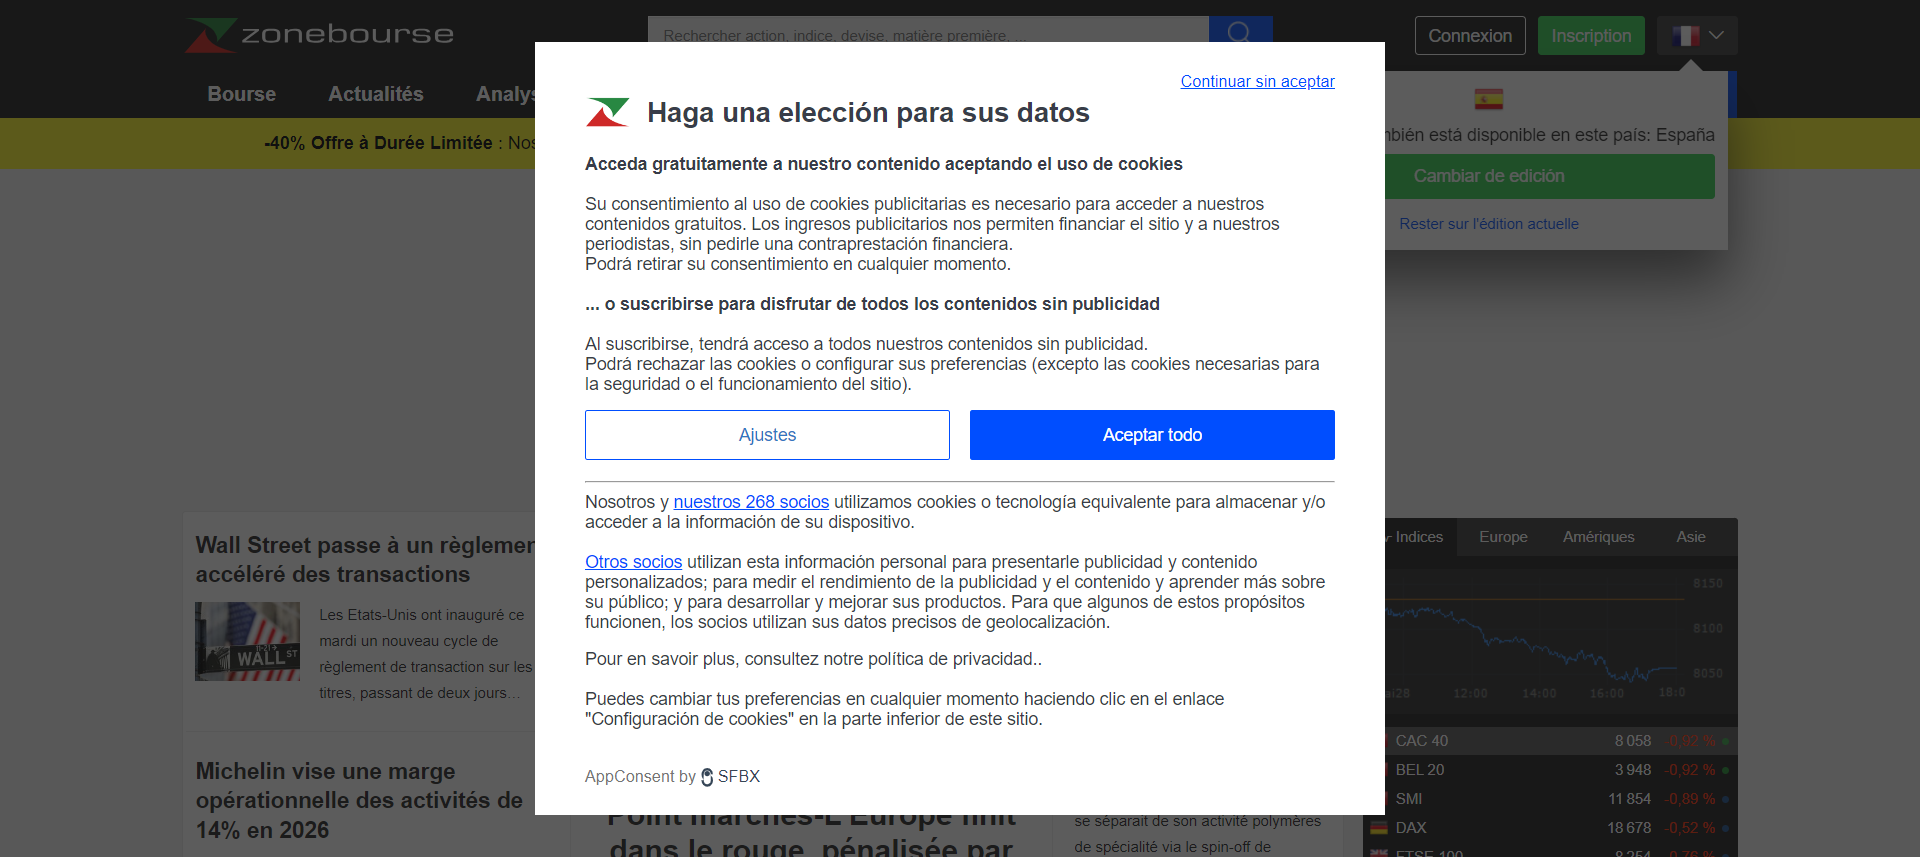 zonebourse
Rechercher action, indice, devise, matière première, ...
Connexion
Inscription
Bourse
Actualités
-40% Offre à Durée Limitée :
Continuar sin aceptar
Haga una elección para sus datos
Acceda gratuitamente a nuestro contenido aceptando el uso de cookies
Su consentimiento al uso de cookies publicitarias es necesario para acceder a nuestros
contenidos gratuitos. Los ingresos publicitarios nos permiten financiar el sitio y a nuestros
periodistas, sin pedirle una contraprestación financiera.
Podrá retirar su consentimiento en cualquier momento.
... o suscribirse para disfrutar de todos los contenidos sin publicidad
Al suscribirse, tendrá acceso a todos nuestros contenidos sin publicidad.
Podrá rechazar las cookies o configurar sus preferencias (excepto las cookies necesarias para
la seguridad o el funcionamiento del sitio).
Ajustes
Aceptar todo
Nosotros y nuestros 268 socios utilizamos cookies o tecnología equivalente para almacenar y/o
acceder a la información de su dispositivo.
Otros socios utilizan esta información personal para presentarle publicidad y contenido
personalizados; para medir el rendimiento de la publicidad y el contenido y aprender más sobre
su público; y para desarrollar y mejorar sus productos. Para que algunos de estos propósitos
funcionen, los socios utilizan sus datos precisos de geolocalización.
Pour en savoir plus, consultez notre política de privacidad..
Puedes cambiar tus preferencias en cualquier momento haciendo clic en el enlace
"Configuración de cookies" en la parte inferior de este sitio.
AppConsent by SFBX
está disponible en este país: España
Cambiar de edición
Rester sur l'édition actuelle
Wall Street passe à un
accéléré des transactions
Les Etats-Unis ont inauguré ce
mardi un nouveau cycle de
règlement de transaction sur les
titres, passant de deux jours...
WALL ST
Michelin vise une marge
opérationnelle des activités de
14% en 2026
Point marchés-L'Europe finit
dans le rouge, pénalisée par
se séparait de son activité polymères
de spécialité via le spin-off de
Indices
Europe
Amériques
Asie
8150
8100
8050
12:00
14:00
16:00
CAC 40 8 058 -0,92 %
BEL 20 3 948 -0,92 %
SMI 11 854 -0,89 %
DAX 18 678 -0,52 %
FTSE 100 8 254 -0,76 %